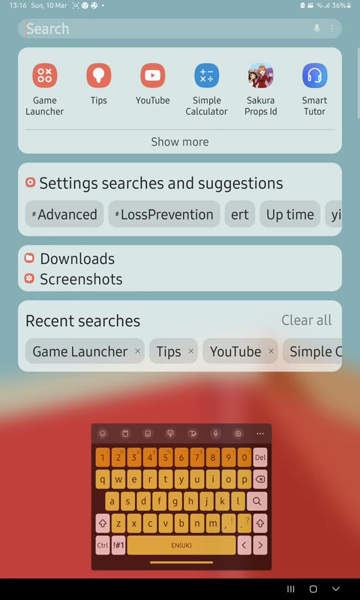 13:16 Sun, 10 Mar 36%
Search
Game Launcher
Tips
YouTube
Simple Calculator
Sakura Props Id
Smart Tutor
Show more
Settings searches and suggestions
#Advanced #LossPrevention ert Up time yi
Downloads
Screenshots
Recent searches Clear all
Game Launcher × Tips × YouTube × Simple C
1 2 3 4 5 6 7 8 9 0 Del
q w e r t y u i o p
a s d f g h j k l
z x c v b n m , ! . ?
Ctrl !#1 EN(UK) < >